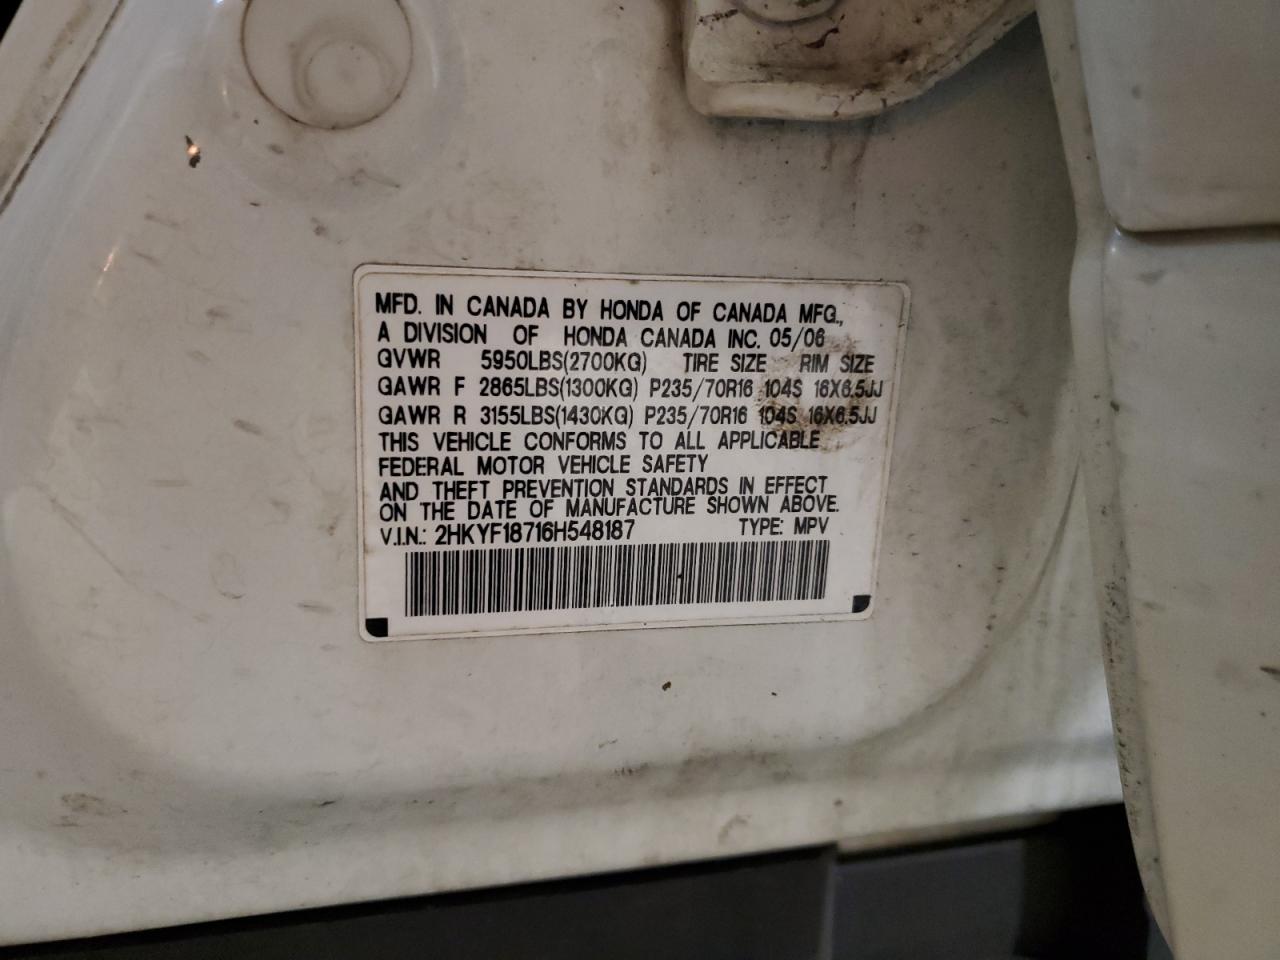 MFD. IN CANADA BY HONDA OF CANADA MFG.,
A DIVISION OF HONDA CANADA INC. 05/06
GVWR 5950LBS(2700KG) TIRE SIZE RIM SIZE
GAWR F 2865LBS(1300KG) P235/70R16 104S 16X6.5JJ
GAWR R 3155LBS(1430KG) P235/70R16 104S 16X6.5JJ
THIS VEHICLE CONFORMS TO ALL APPLICABLE
FEDERAL MOTOR VEHICLE SAFETY
AND THEFT PREVENTION STANDARDS IN EFFECT
ON THE DATE OF MANUFACTURE SHOWN ABOVE.
V.I.N.: 2HKYF18716H548187 TYPE: MPV